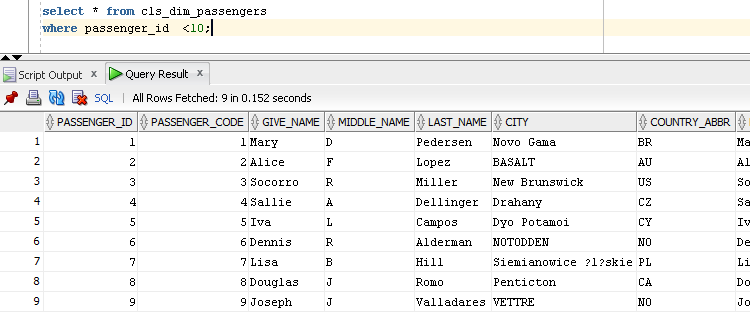 select * from cls_dim_passengers
where passenger_id  <10;
Script Output x Query Result x
SQL | All Rows Fetched: 9 in 0.152 seconds
PASSENGER_ID PASSENGER_CODE GIVE_NAME MIDDLE_NAME LAST_NAME CITY COUNTRY_ABBR
1 1 1 Mary D Pedersen Novo Gama BR Ma
2 2 2 Alice F Lopez BASALT AU Al
3 3 3 Socorro R Miller New Brunswick US So
4 4 4 Sallie A Dellinger Drahany CZ Sa
5 5 5 Iva L Campos Dyo Potamoi CY Iv
6 6 6 Dennis R Alderman NOTODDEN NO De
7 7 7 Lisa B Hill Siemianowice ?l?skie PL Li
8 8 8 Douglas J Romo Penticton CA Do
9 9 9 Joseph J Valladares VETTRE NO Jo